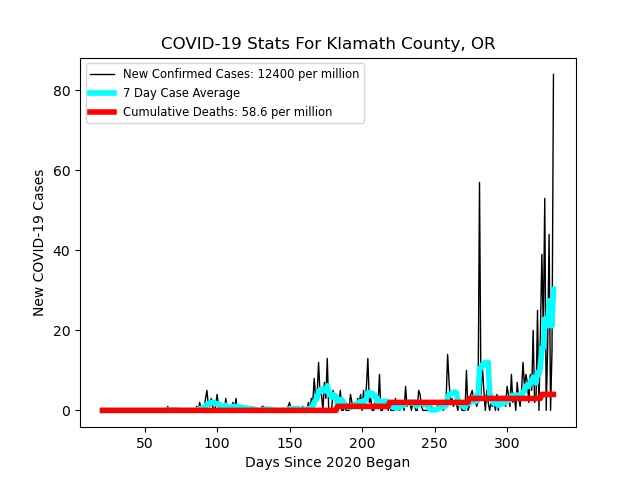 COVID-19 Stats For Klamath County, OR
New Confirmed Cases: 12400 per million
7 Day Case Average
Cumulative Deaths: 58.6 per million
New COVID-19 Cases
80
60
40
20
0
50
100
150
200
250
300
Days Since 2020 Began